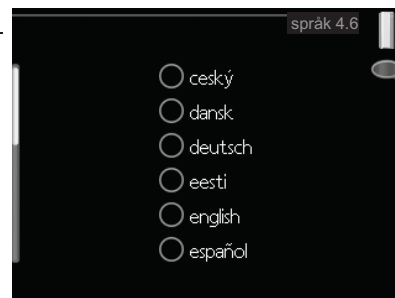 språk 4.6
ceský
dansk
deutsch
eesti
english
español